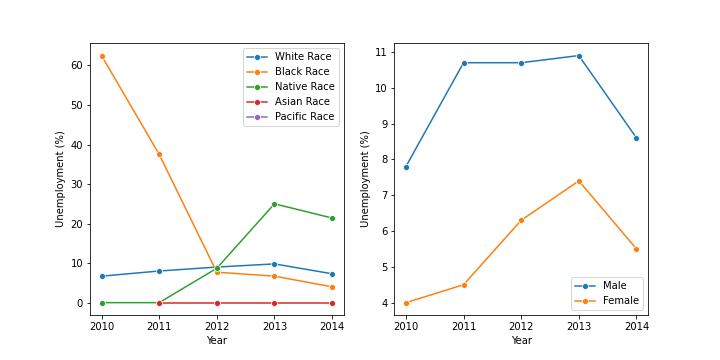 60
50
40
30
20
10
0
Unemployment (%)
2010 2011 2012 2013 2014
Year
White Race
Black Race
Native Race
Asian Race
Pacific Race
11
10
9
8
7
6
5
4
Unemployment (%)
2010 2011 2012 2013 2014
Year
Male
Female